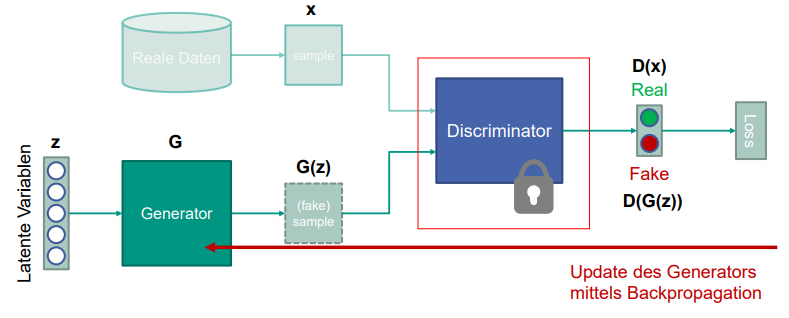 x
Reale Daten
sample
D(x)
Real
Discriminator
Loss
z
G
G(z)
Latente Variablen
Generator
(fake)
sample
Fake
D(G(z))
Update des Generators
mittels Backpropagation